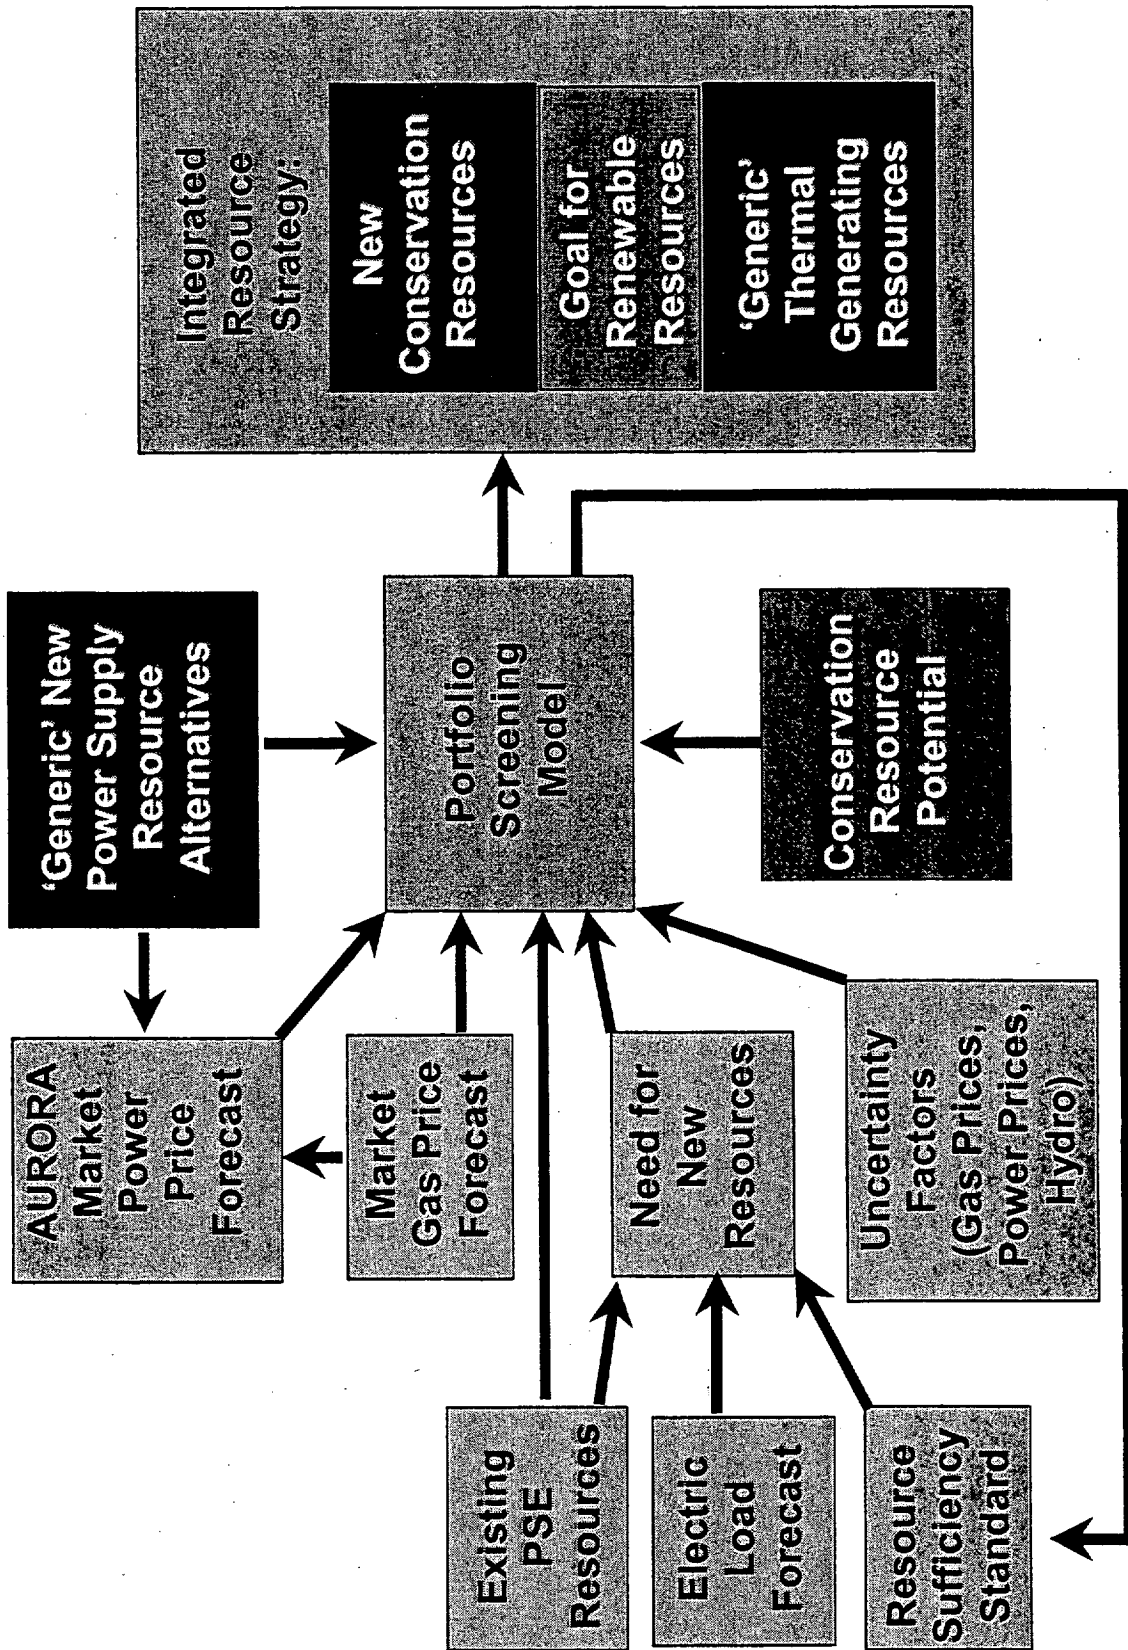 Existing
PSE
Resources
Electric
Load
Forecast
Resource
Sufficiency
Standard
AURORA
Market
Power
Price
Forecast
Market
Gas Price
Forecast
Need for
New
Resources
Uncertainty
Factors
(Gas Prices,
Power Prices,
Hydro)
‘Generic’ New
Power Supply
Resource
Alternatives
Portfolio
Screening
Model
Conservation
Resource
Potential
Integrated
Resource
Strategy:
New
Conservation
Resources
Goal for
Renewable
Resources
‘Generic’
Thermal
Generating
Resources